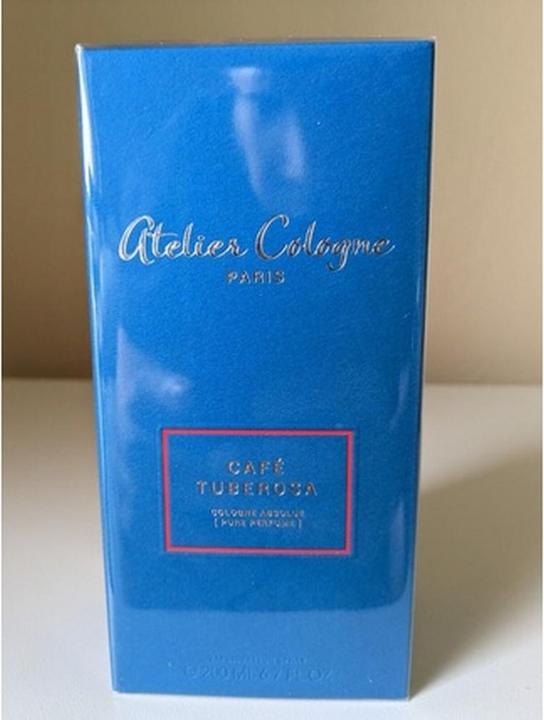 Atelier Cologne
PARIS
CAFÉ
TUBEROSA
COLOGNE ABSOLUE
[ PURE PERFUME ]